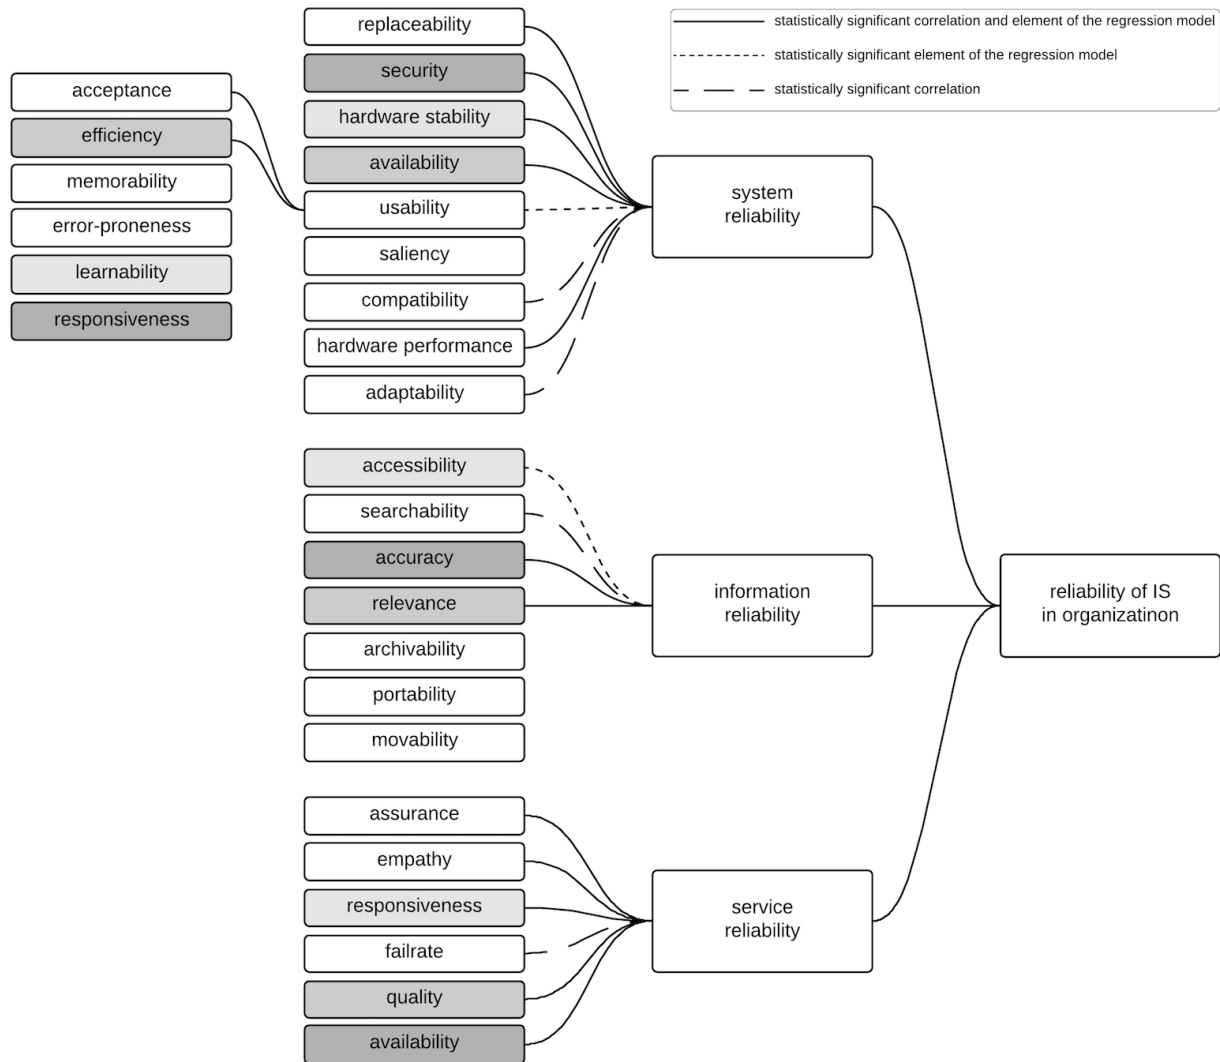 statistically significant correlation and element of the regression model
statistically significant element of the regression model
statistically significant correlation
acceptance
efficiency
memorability
error-proneness
learnability
responsiveness
replaceability
security
hardware stability
availability
usability
saliency
compatibility
hardware performance
adaptability
accessibility
searchability
accuracy
relevance
archivability
portability
movability
assurance
empathy
responsiveness
failrate
quality
availability
system
reliability
information
reliability
service
reliability
reliability of IS
in organizatinon